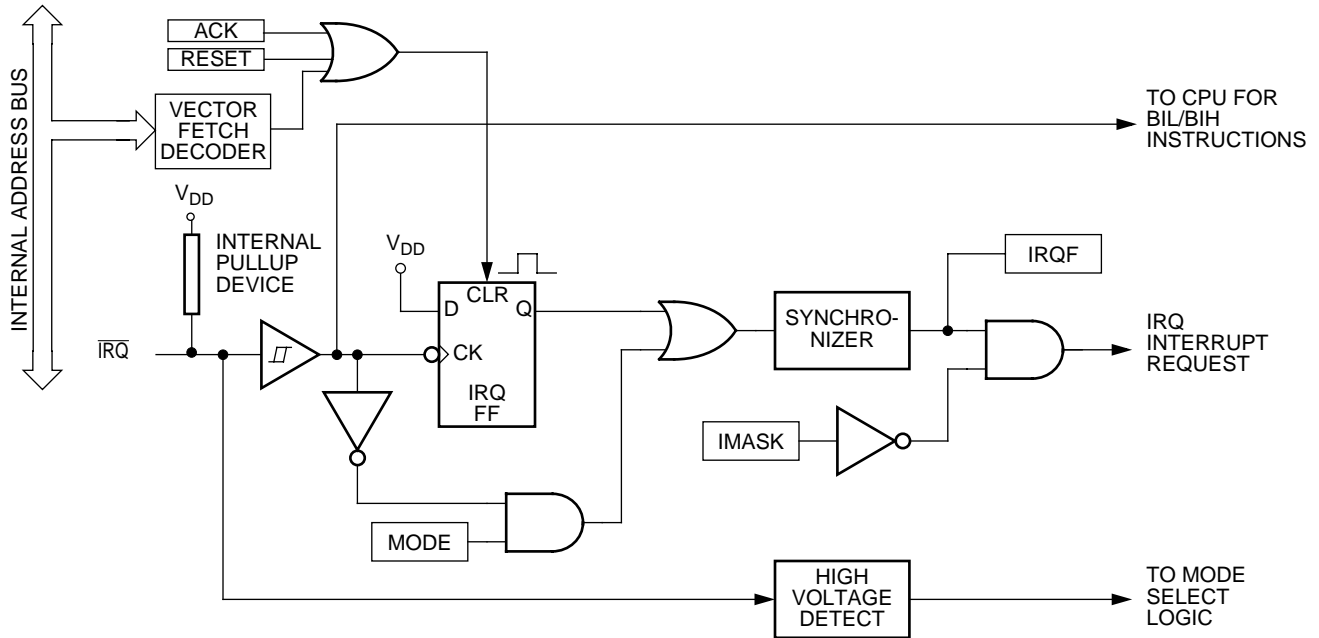 INTERNAL ADDRESS BUS
ACK
RESET
VECTOR
FETCH
DECODER
TO CPU FOR
BIL/BIH
INSTRUCTIONS
VDD
INTERNAL
PULLUP
DEVICE
VDD
CLR
D
Q
CK
IRQ
FF
IRQ
SYNCHRO-
NIZER
IRQF
IRQ
INTERRUPT
REQUEST
IMASK
MODE
HIGH
VOLTAGE
DETECT
TO MODE
SELECT
LOGIC